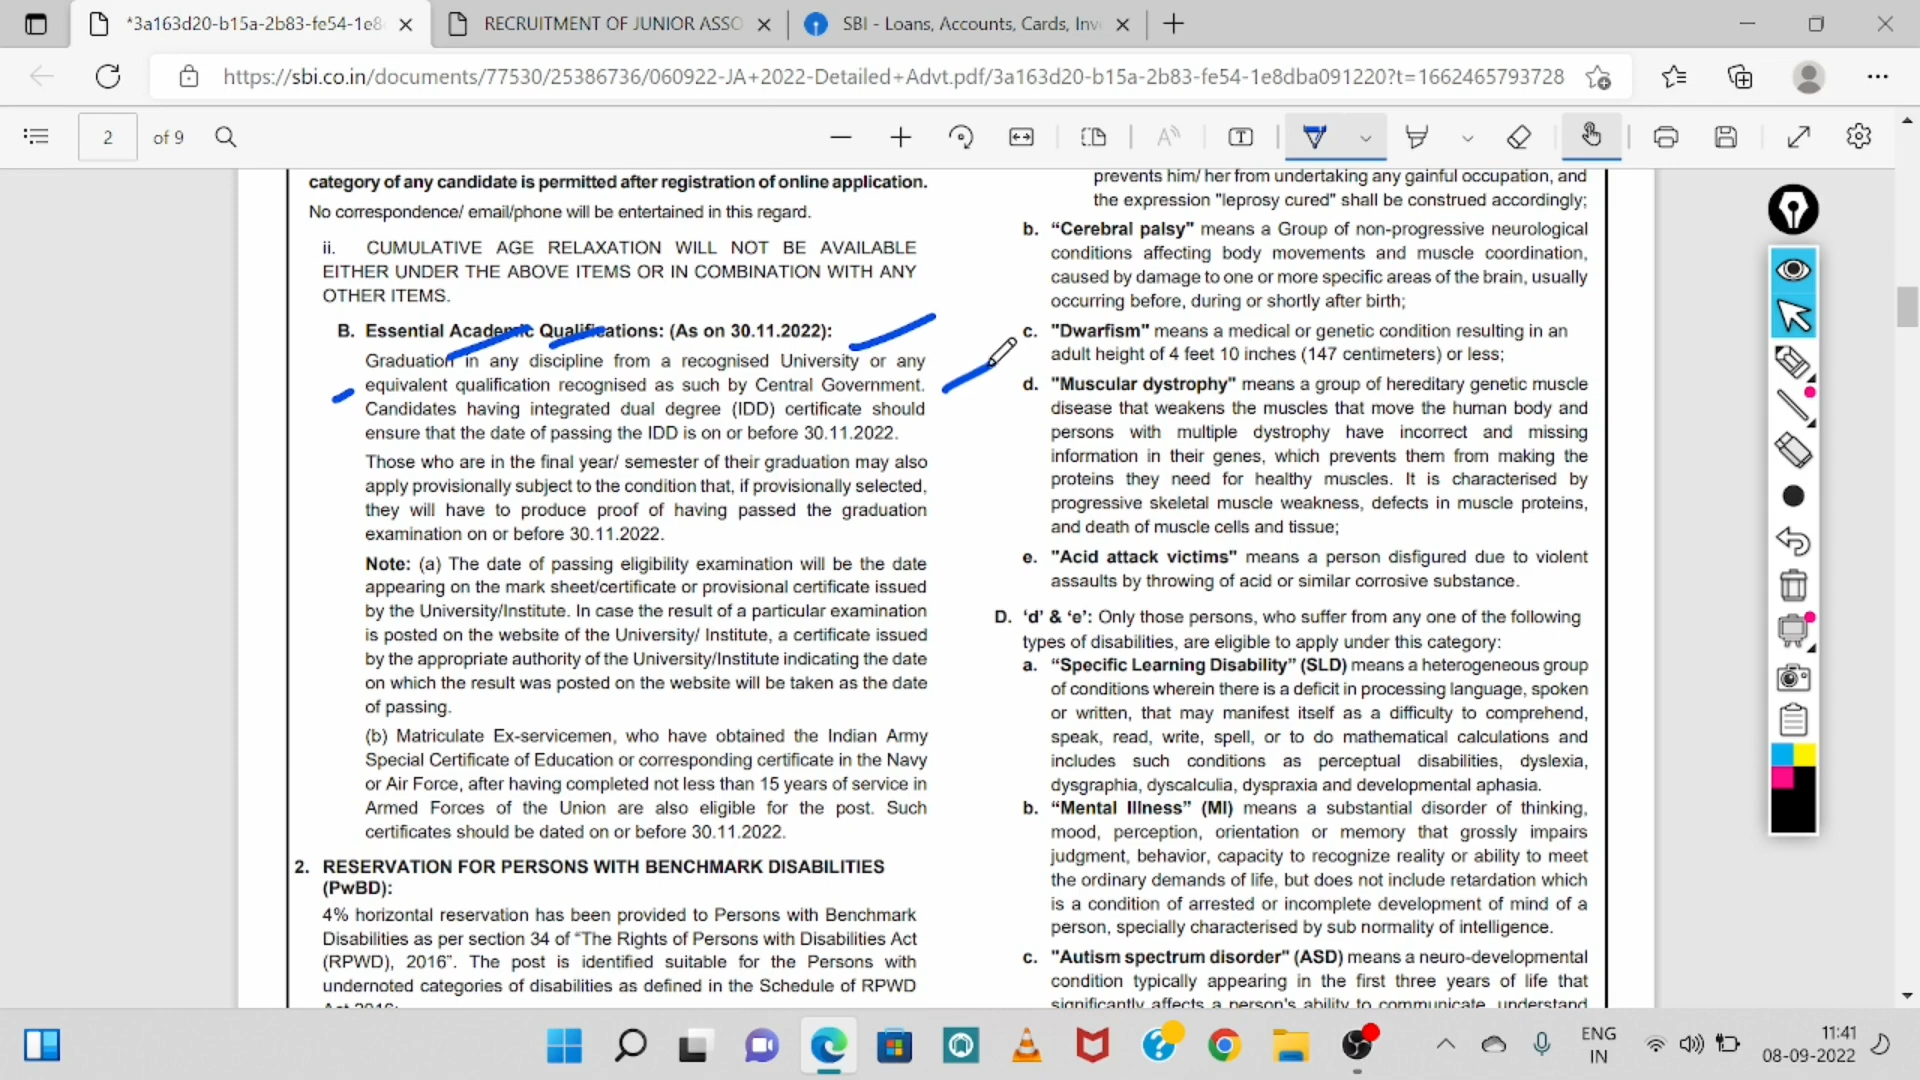 *3a163d20-b15a-2b83-fe54-1e8
RECRUITMENT OF JUNIOR ASSO
SBI - Loans, Accounts, Cards, Inv
https://sbi.co.in/documents/77530/25386736/060922-JA+2022-Detailed+Advt.pdf/3a163d20-b15a-2b83-fe54-1e8dba091220?t=1662465793728
2 of 9
category of any candidate is permitted after registration of online application.
No correspondence/ email/phone will be entertained in this regard.
ii. CUMULATIVE AGE RELAXATION WILL NOT BE AVAILABLE
EITHER UNDER THE ABOVE ITEMS OR IN COMBINATION WITH ANY
OTHER ITEMS.
B. Essential Academic Qualifications: (As on 30.11.2022):
Graduation in any discipline from a recognised University or any
equivalent qualification recognised as such by Central Government.
Candidates having integrated dual degree (IDD) certificate should
ensure that the date of passing the IDD is on or before 30.11.2022.
Those who are in the final year/ semester of their graduation may also
apply provisionally subject to the condition that, if provisionally selected,
they will have to produce proof of having passed the graduation
examination on or before 30.11.2022.
Note: (a) The date of passing eligibility examination will be the date
appearing on the mark sheet/certificate or provisional certificate issued
by the University/Institute. In case the result of a particular examination
is posted on the website of the University/ Institute, a certificate issued
by the appropriate authority of the University/Institute indicating the date
on which the result was posted on the website will be taken as the date
of passing.
(b) Matriculate Ex-servicemen, who have obtained the Indian Army
Special Certificate of Education or corresponding certificate in the Navy
or Air Force, after having completed not less than 15 years of service in
Armed Forces of the Union are also eligible for the post. Such
certificates should be dated on or before 30.11.2022.
2. RESERVATION FOR PERSONS WITH BENCHMARK DISABILITIES
(PwBD):
4% horizontal reservation has been provided to Persons with Benchmark
Disabilities as per section 34 of “The Rights of Persons with Disabilities Act
(RPWD), 2016”. The post is identified suitable for the Persons with
undernoted categories of disabilities as defined in the Schedule of RPWD
Act 2016:
prevents him/ her from undertaking any gainful occupation, and
the expression "leprosy cured" shall be construed accordingly;
b. “Cerebral palsy” means a Group of non-progressive neurological
conditions affecting body movements and muscle coordination,
caused by damage to one or more specific areas of the brain, usually
occurring before, during or shortly after birth;
c. "Dwarfism" means a medical or genetic condition resulting in an
adult height of 4 feet 10 inches (147 centimeters) or less;
d. "Muscular dystrophy" means a group of hereditary genetic muscle
disease that weakens the muscles that move the human body and
persons with multiple dystrophy have incorrect and missing
information in their genes, which prevents them from making the
proteins they need for healthy muscles. It is characterised by
progressive skeletal muscle weakness, defects in muscle proteins,
and death of muscle cells and tissue;
e. "Acid attack victims" means a person disfigured due to violent
assaults by throwing of acid or similar corrosive substance.
D. ‘d’ & ‘e’: Only those persons, who suffer from any one of the following
types of disabilities, are eligible to apply under this category:
a. “Specific Learning Disability” (SLD) means a heterogeneous group
of conditions wherein there is a deficit in processing language, spoken
or written, that may manifest itself as a difficulty to comprehend,
speak, read, write, spell, or to do mathematical calculations and
includes such conditions as perceptual disabilities, dyslexia,
dysgraphia, dyscalculia, dyspraxia and developmental aphasia.
b. “Mental Illness” (MI) means a substantial disorder of thinking,
mood, perception, orientation or memory that grossly impairs
judgment, behavior, capacity to recognize reality or ability to meet
the ordinary demands of life, but does not include retardation which
is a condition of arrested or incomplete development of mind of a
person, specially characterised by sub normality of intelligence.
c. "Autism spectrum disorder" (ASD) means a neuro-developmental
condition typically appearing in the first three years of life that
significantly affects a person's ability to communicate, understand
ENG
IN
11:41
08-09-2022